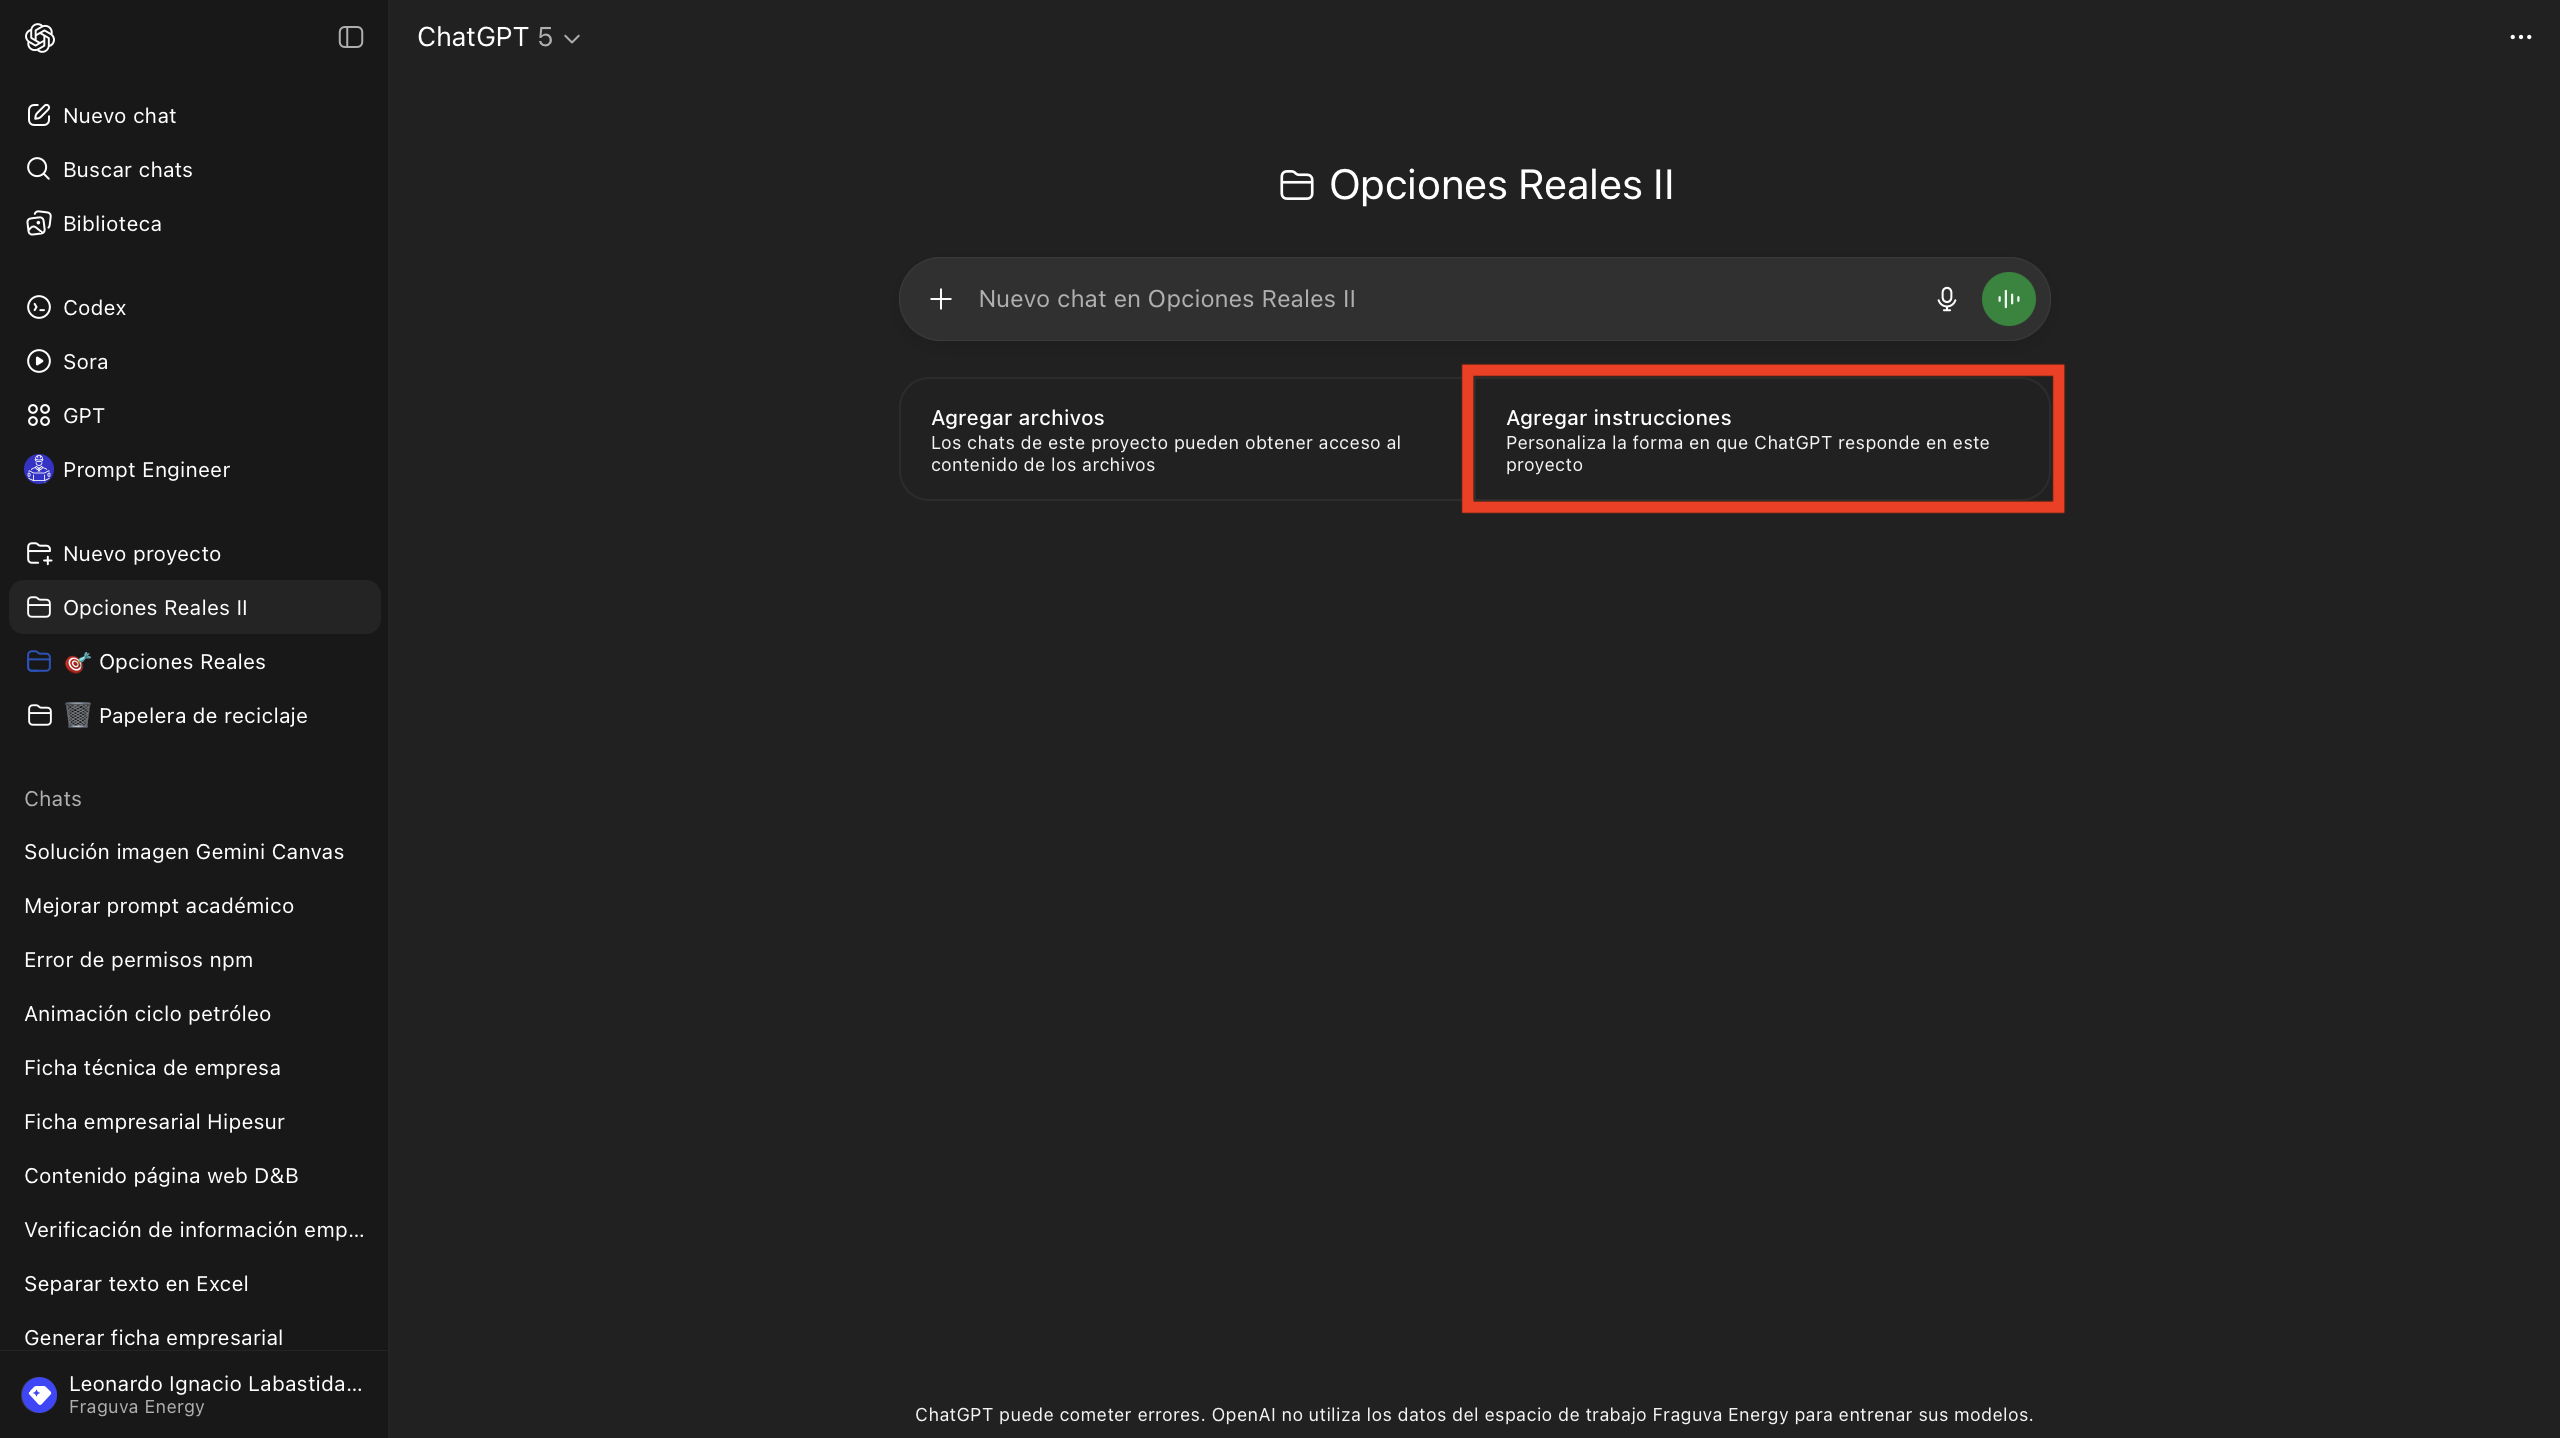 ChatGPT 5
Nuevo chat
Buscar chats
Biblioteca
Codex
Sora
GPT
Prompt Engineer
Nuevo proyecto
Opciones Reales II
Opciones Reales
Papelera de reciclaje
Chats
Solución imagen Gemini Canvas
Mejorar prompt académico
Error de permisos npm
Animación ciclo petróleo
Ficha técnica de empresa
Ficha empresarial Hipesur
Contenido página web D&B
Verificación de información emp...
Separar texto en Excel
Generar ficha empresarial
Leonardo Ignacio Labastida...
Fraguva Energy
Opciones Reales II
Nuevo chat en Opciones Reales II
Agregar archivos
Los chats de este proyecto pueden obtener acceso al
contenido de los archivos
Agregar instrucciones
Personaliza la forma en que ChatGPT responde en este
proyecto
ChatGPT puede cometer errores. OpenAI no utiliza los datos del espacio de trabajo Fraguva Energy para entrenar sus modelos.